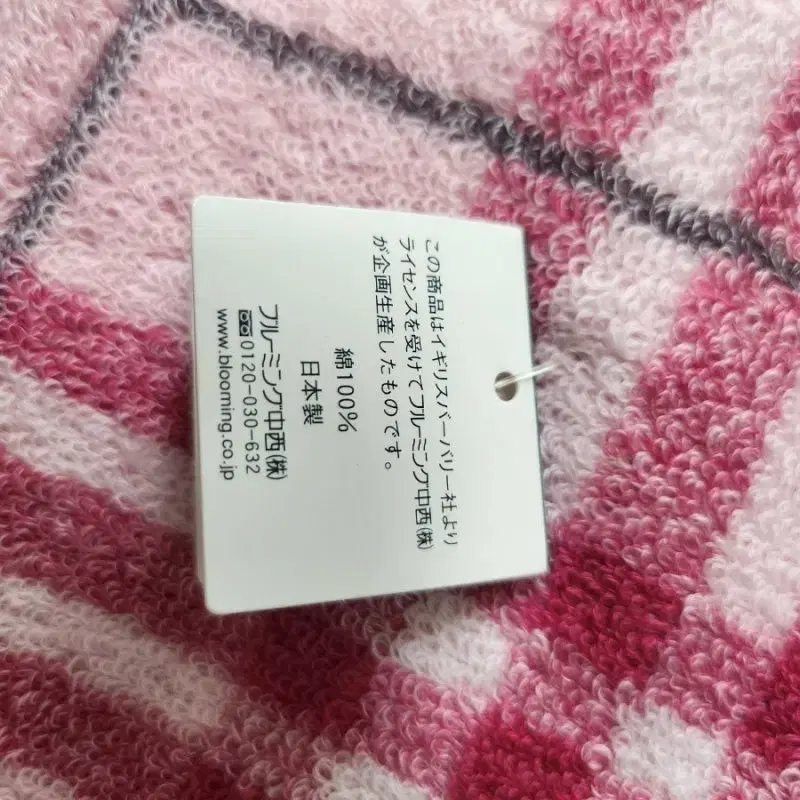 この商品はイギリスバーバリー社より
ライセンスを受けてブルーミング中西(株)
が企画生産したものです。
綿100%
日本製
ブルーミング中西(株)
0120-030-632
www.blooming.co.jp